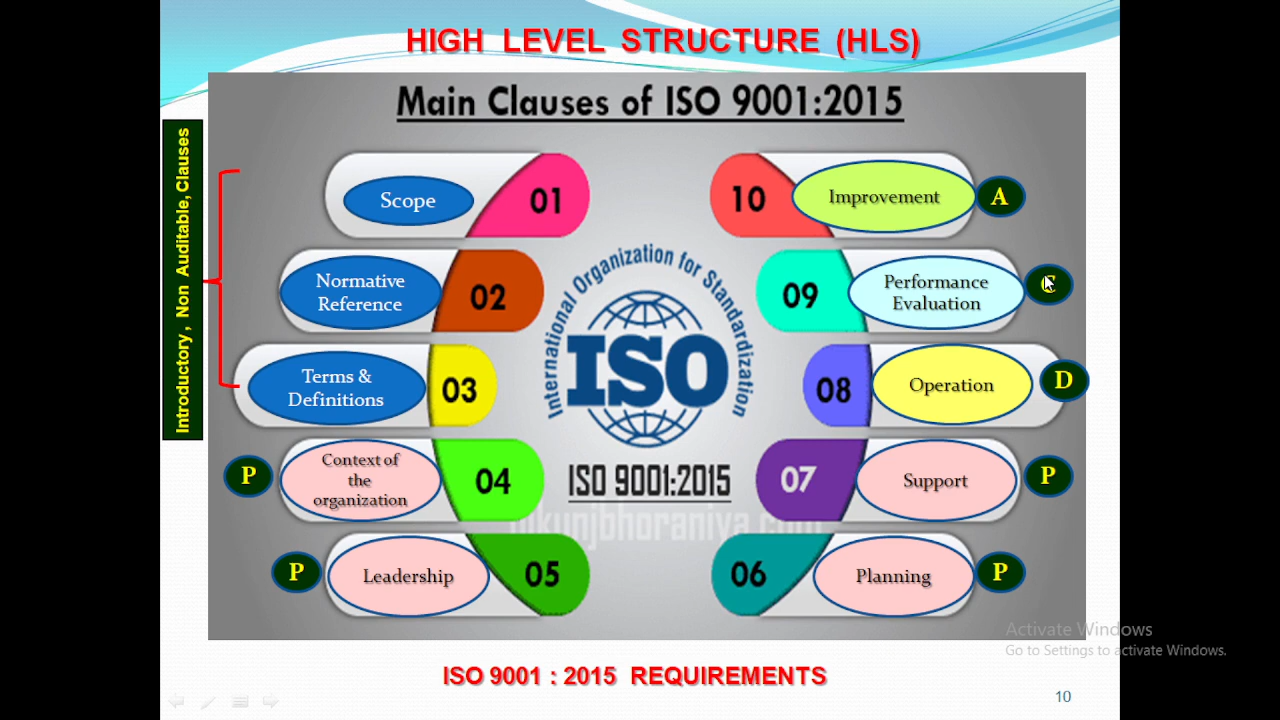 HIGH LEVEL STRUCTURE (HLS)
Main Clauses of ISO 9001:2015
Introductory , Non Auditable, Clauses
Scope
01
Normative
Reference
02
Terms &
Definitions
03
P
Context of
the
organization
04
P
Leadership
05
10
Improvement
A
09
Performance
Evaluation
C
08
Operation
D
07
Support
P
06
Planning
P
International Organization for Standardization
ISO
ISO 9001:2015
Activate Windows
Go to Settings to activate Windows.
ISO 9001 : 2015 REQUIREMENTS
10